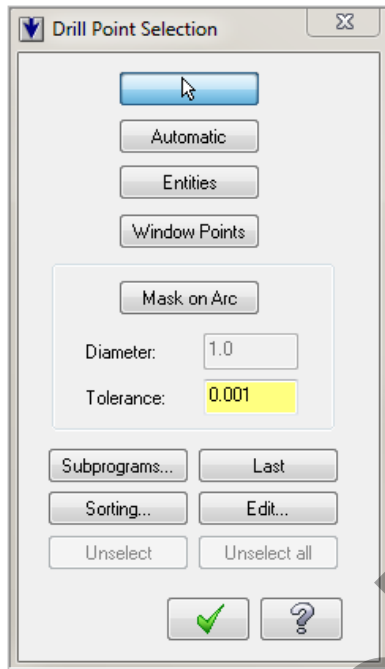 Drill Point Selection
Automatic
Entities
Window Points
Mask on Arc
Diameter: 1.0
Tolerance: 0.001
Subprograms... Last
Sorting... Edit...
Unselect Unselect all